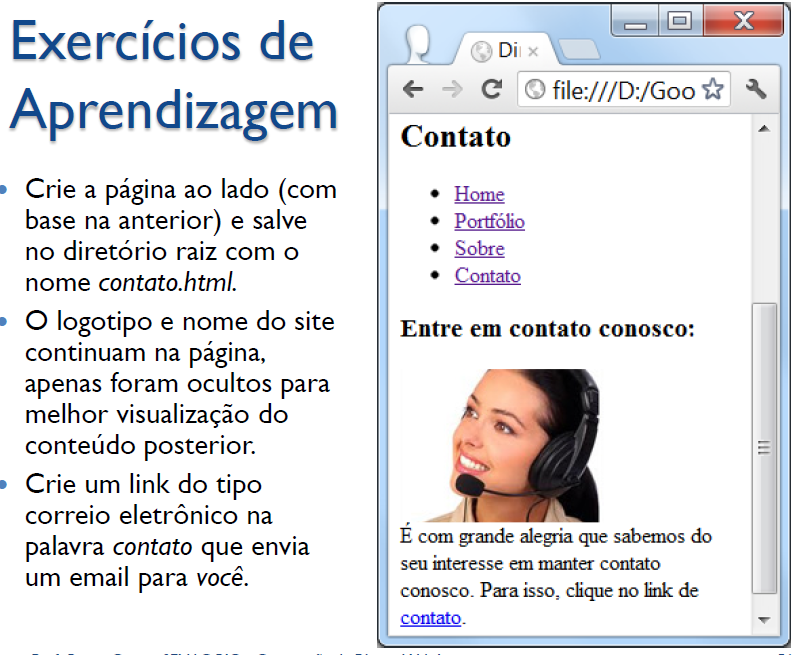 Exercícios de
Aprendizagem
Crie a página ao lado (com
base na anterior) e salve
no diretório raiz com o
nome contato.html.
O logotipo e nome do site
continuam na página,
apenas foram ocultos para
melhor visualização do
conteúdo posterior.
Crie um link do tipo
correio eletrônico na
palavra contato que envia
um email para você.
Di
file:///D:/Goo
Contato
Home
Portfólio
Sobre
Contato
Entre em contato conosco:
É com grande alegria que sabemos do
seu interesse em manter contato
conosco. Para isso, clique no link de
contato.